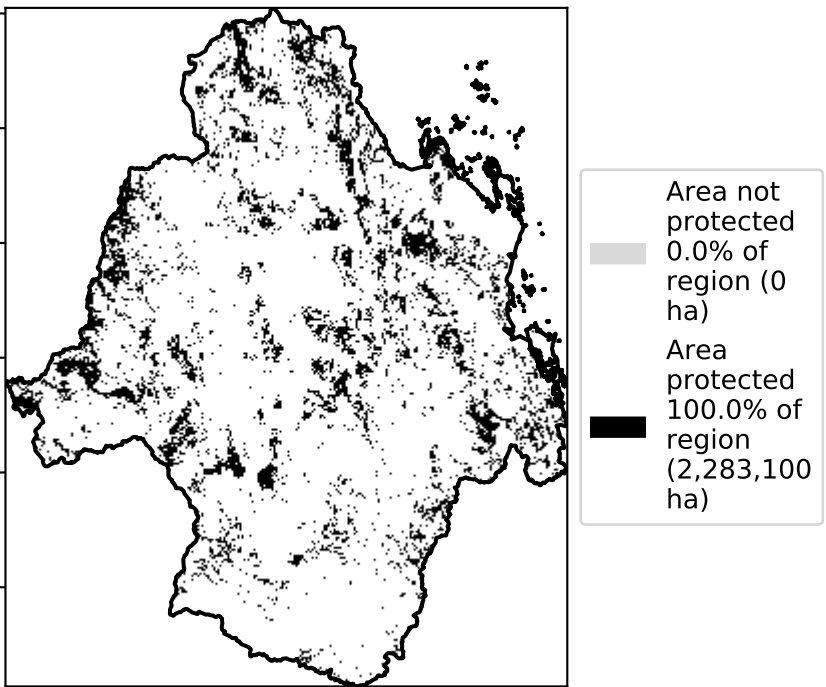 Area not
protected
0.0% of
region (0
ha)
Area
protected
100.0% of
region
(2,283,100
ha)